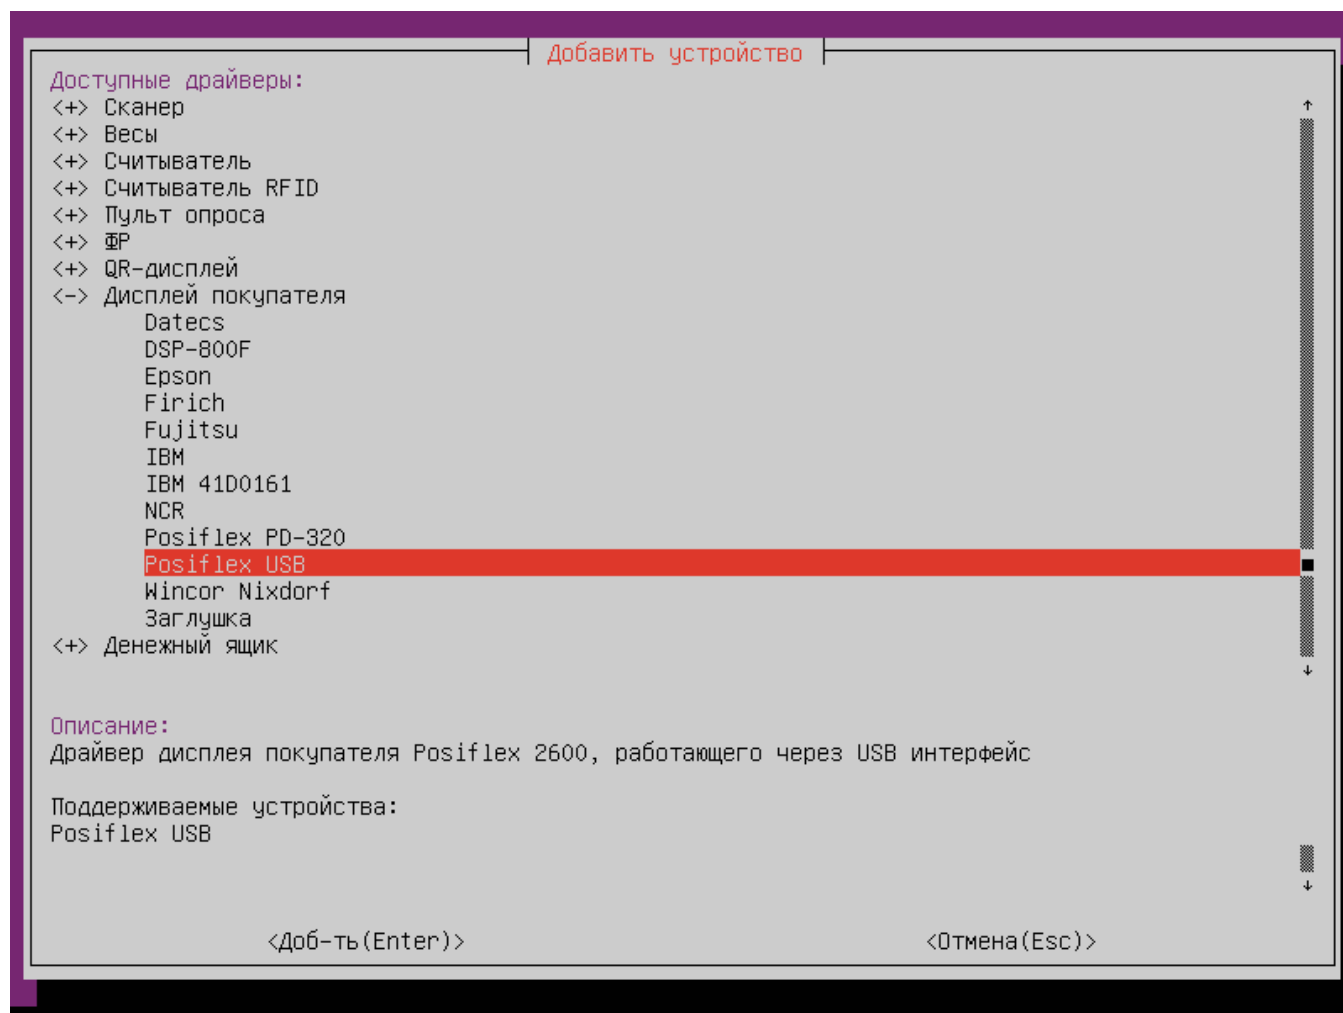 Добавить устройство
Доступные драйверы:
<+> Сканер
<+> Весы
<+> Считыватель
<+> Считыватель RFID
<+> Пульт опроса
<+> ФР
<+> QR-дисплей
<-> Дисплей покупателя
Datecs
DSP-800F
Epson
Firich
Fujitsu
IBM
IBM 41D0161
NCR
Posiflex PD-320
Posiflex USB
Wincor Nixdorf
Заглушка
<+> Денежный ящик
Описание:
Драйвер дисплея покупателя Posiflex 2600, работающего через USB интерфейс
Поддерживаемые устройства:
Posiflex USB
<Доб-ть(Enter)> <Отмена(Esc)>